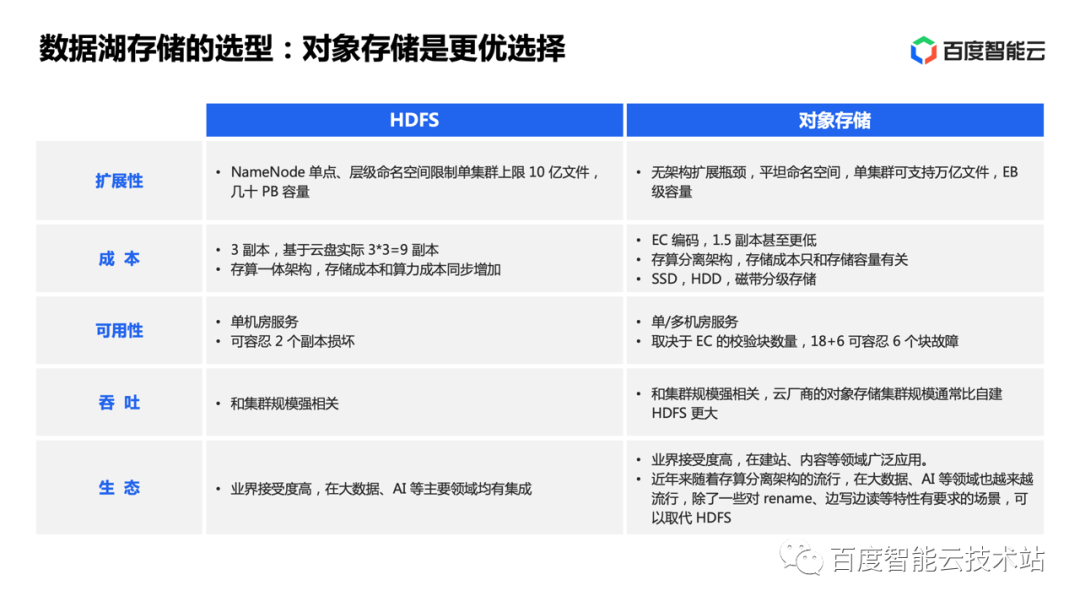 数据湖存储的选型：对象存储是更优选择
百度智能云
HDFS
对象存储
扩展性
• NameNode 单点、层级命名空间限制单集群上限 10 亿文件，
几十 PB 容量
• 无架构扩展瓶颈，平坦命名空间，单集群可支持万亿文件，EB
级容量
成 本
• 3 副本，基于云盘实际 3*3=9 副本
• 存算一体架构，存储成本和算力成本同步增加
• EC 编码，1.5 副本甚至更低
• 存算分离架构，存储成本只和存储容量有关
• SSD，HDD，磁带分级存储
可用性
• 单机房服务
• 可容忍 2 个副本损坏
• 单/多机房服务
• 取决于 EC 的校验块数量，18+6 可容忍 6 个块故障
吞 吐
• 和集群规模强相关
• 和集群规模强相关，云厂商的对象存储集群规模通常比自建
HDFS 更大
生 态
• 业界接受度高，在大数据、AI 等主要领域均有集成
• 业界接受度高，在建站、内容等领域广泛应用。
• 近年来随着存算分离架构的流行，在大数据、AI 等领域也越来越
流行，除了一些对 rename、边写边读等特性有要求的场景，可
以取代 HDFS
百度智能云技术站